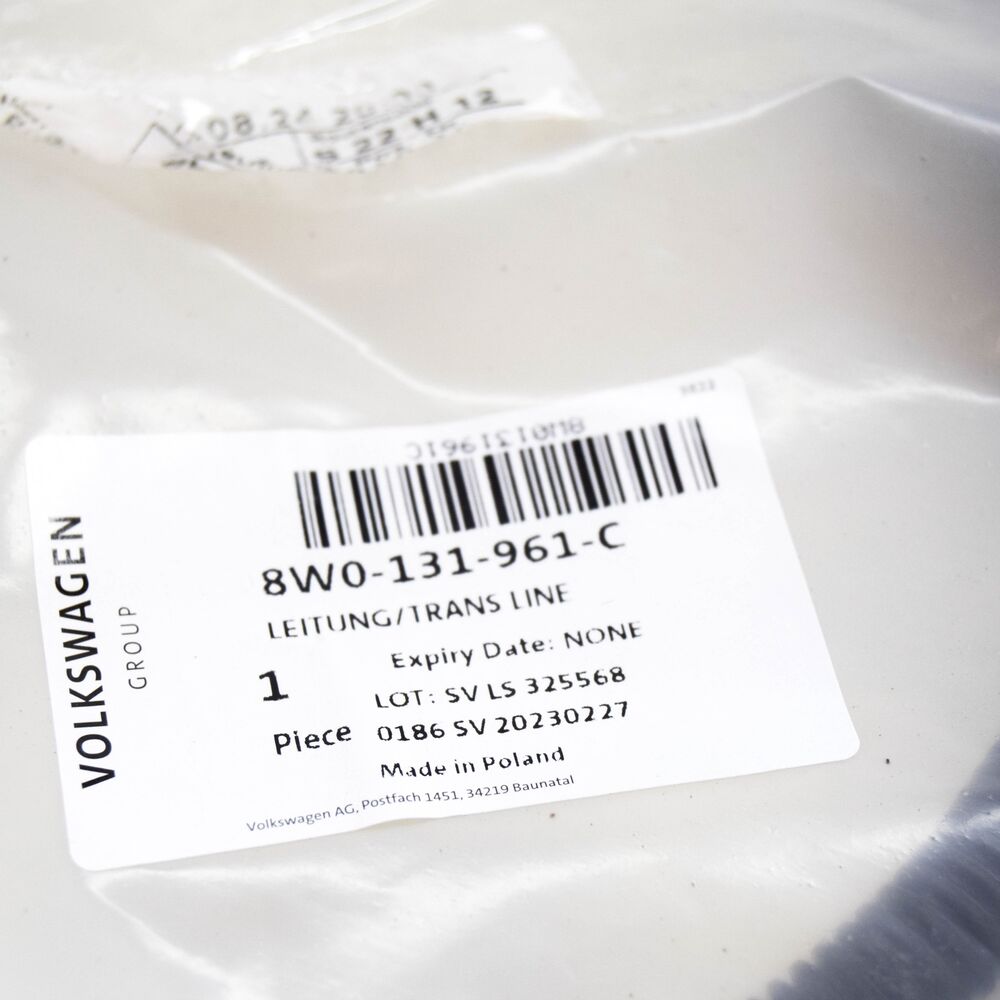 8W0131961C
8W0-131-961-C
LEITUNG/TRANS LINE
Expiry Date: NONE
1
LOT: SV LS 325568
Piece
0186 SV 20230227
Made in Poland
Volkswagen AG, Postfach 1451, 34219 Baunatal
VOLKSWAGEN
GROUP